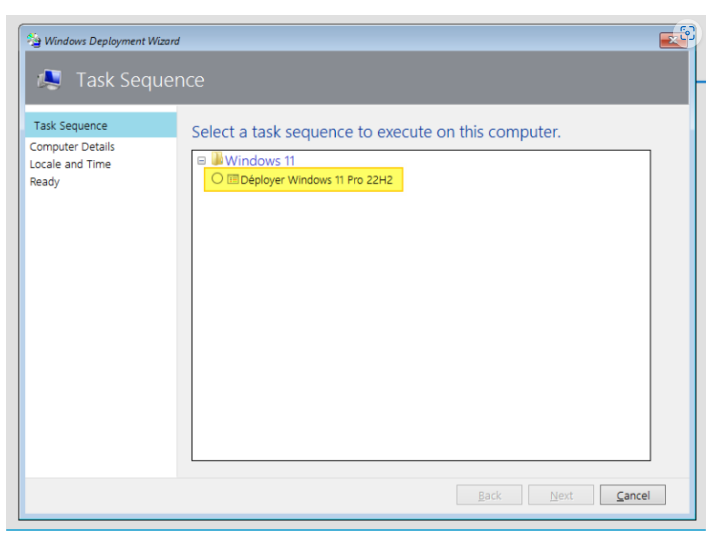 Windows Deployment Wizard
Task Sequence
Task Sequence
Computer Details
Locale and Time
Ready
Select a task sequence to execute on this computer.
Windows 11
Déployer Windows 11 Pro 22H2
Back Next Cancel